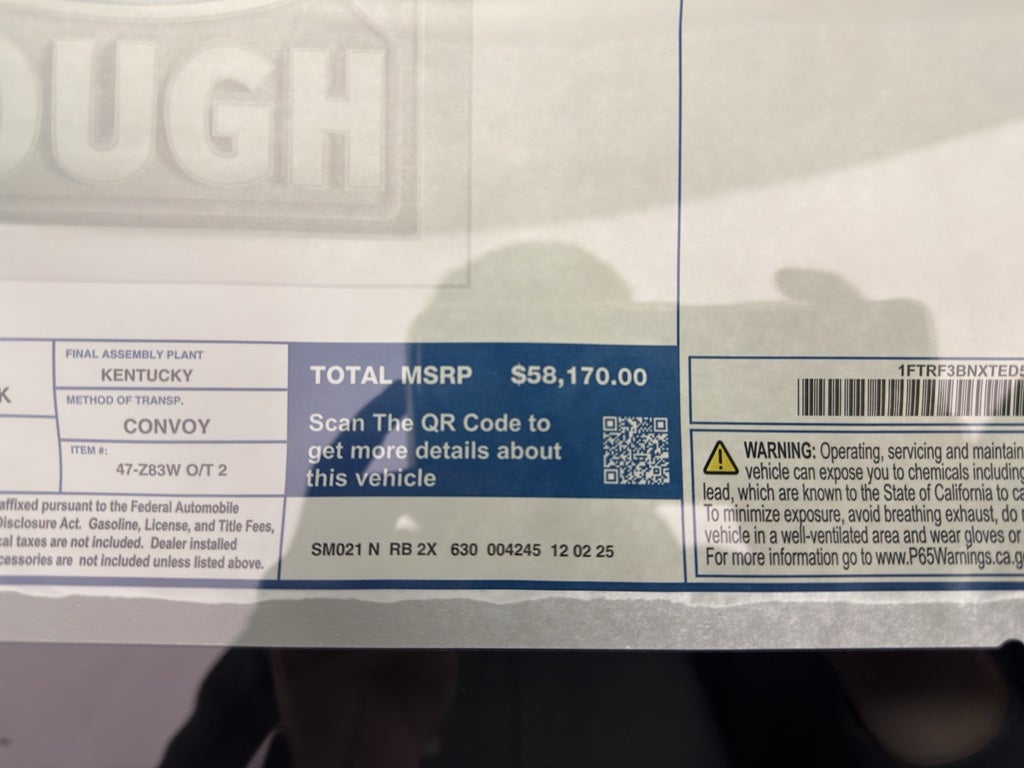 OUGH
FINAL ASSEMBLY PLANT
KENTUCKY
K
METHOD OF TRANSP.
CONVOY
ITEM #:
47-Z83W O/T 2
TOTAL MSRP $58,170.00
Scan The QR Code to
get more details about
this vehicle
affixed pursuant to the Federal Automobile
Disclosure Act. Gasoline, License, and Title Fees,
cal taxes are not included. Dealer installed
cessories are not included unless listed above.
SM021 N RB 2X 630 004245 12 02 25
1FTRF3BNXTED5
WARNING: Operating, servicing and maintain
vehicle can expose you to chemicals including
lead, which are known to the State of California to ca
To minimize exposure, avoid breathing exhaust, do
vehicle in a well-ventilated area and wear gloves or
For more information go to www.P65Warnings.ca.g